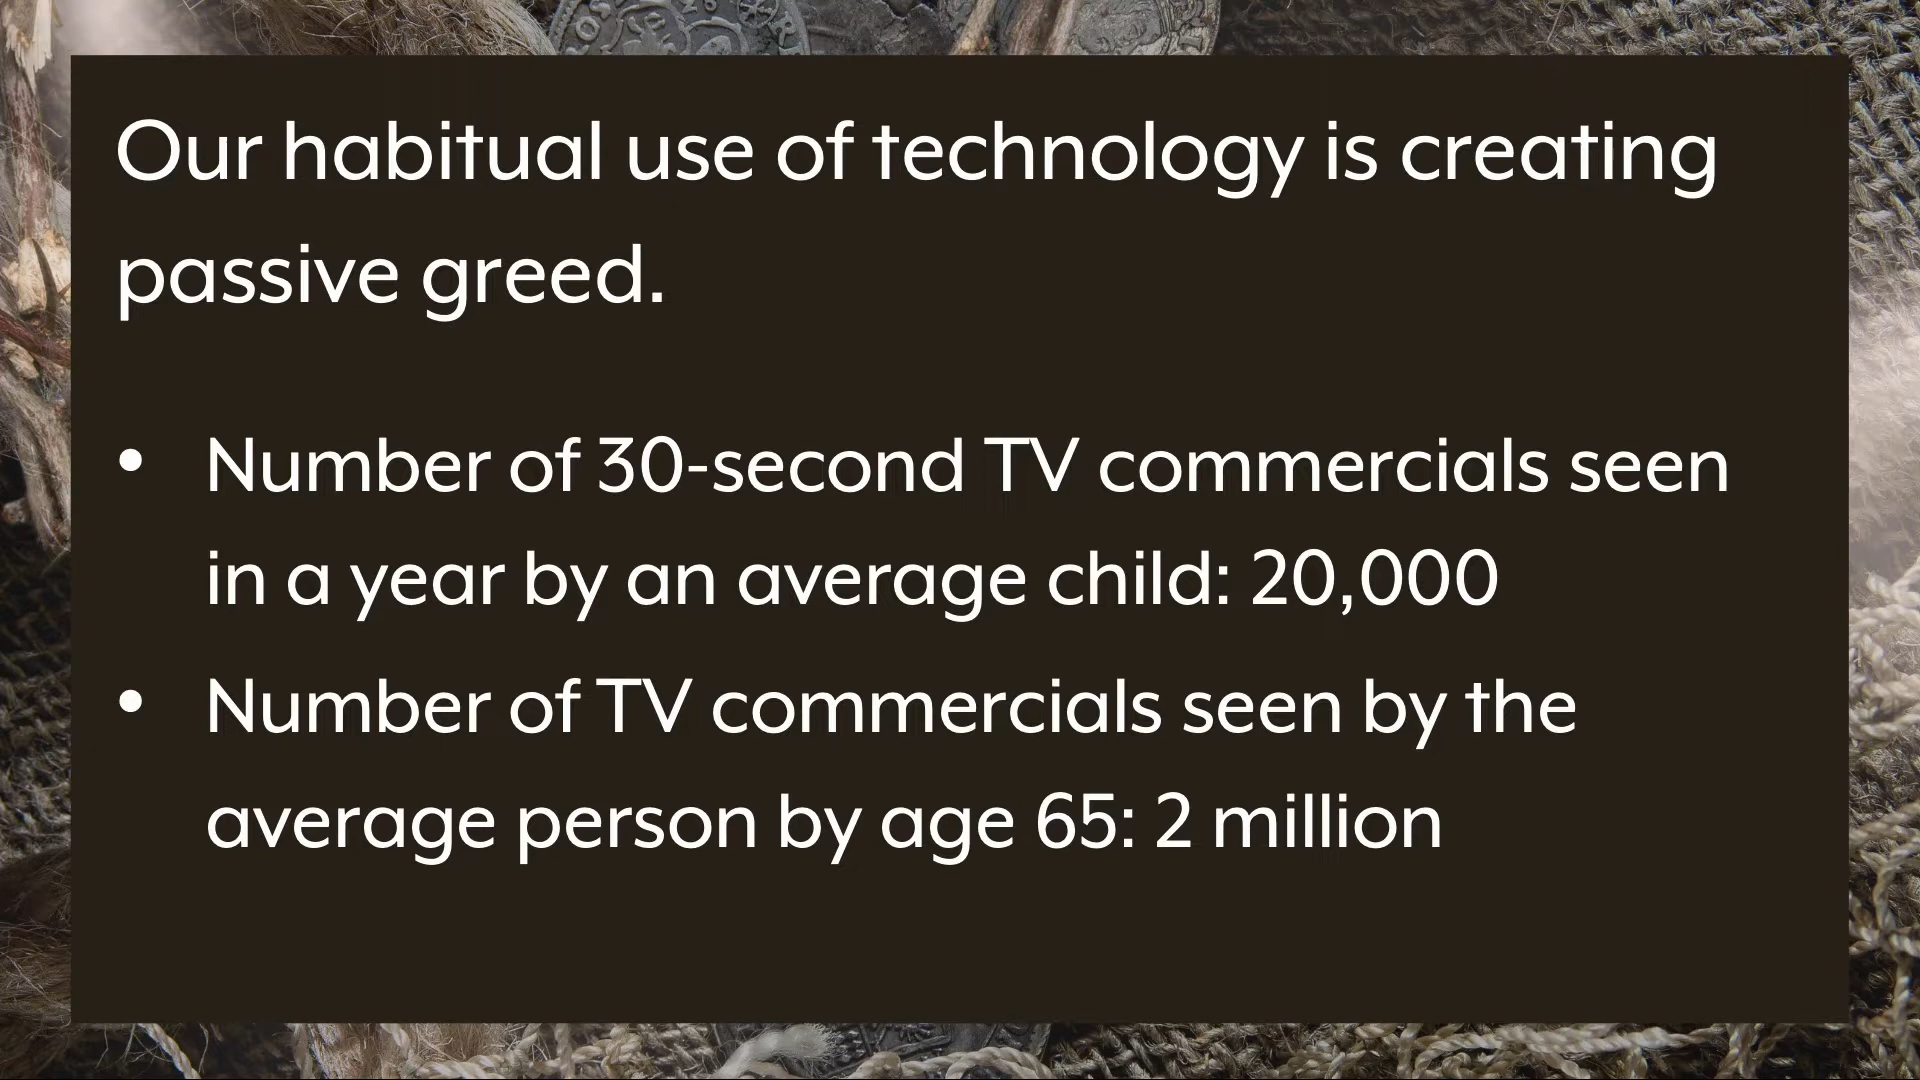 Our habitual use of technology is creating
passive greed.
• Number of 30-second TV commercials seen
in a year by an average child: 20,000
• Number of TV commercials seen by the
average person by age 65: 2 million